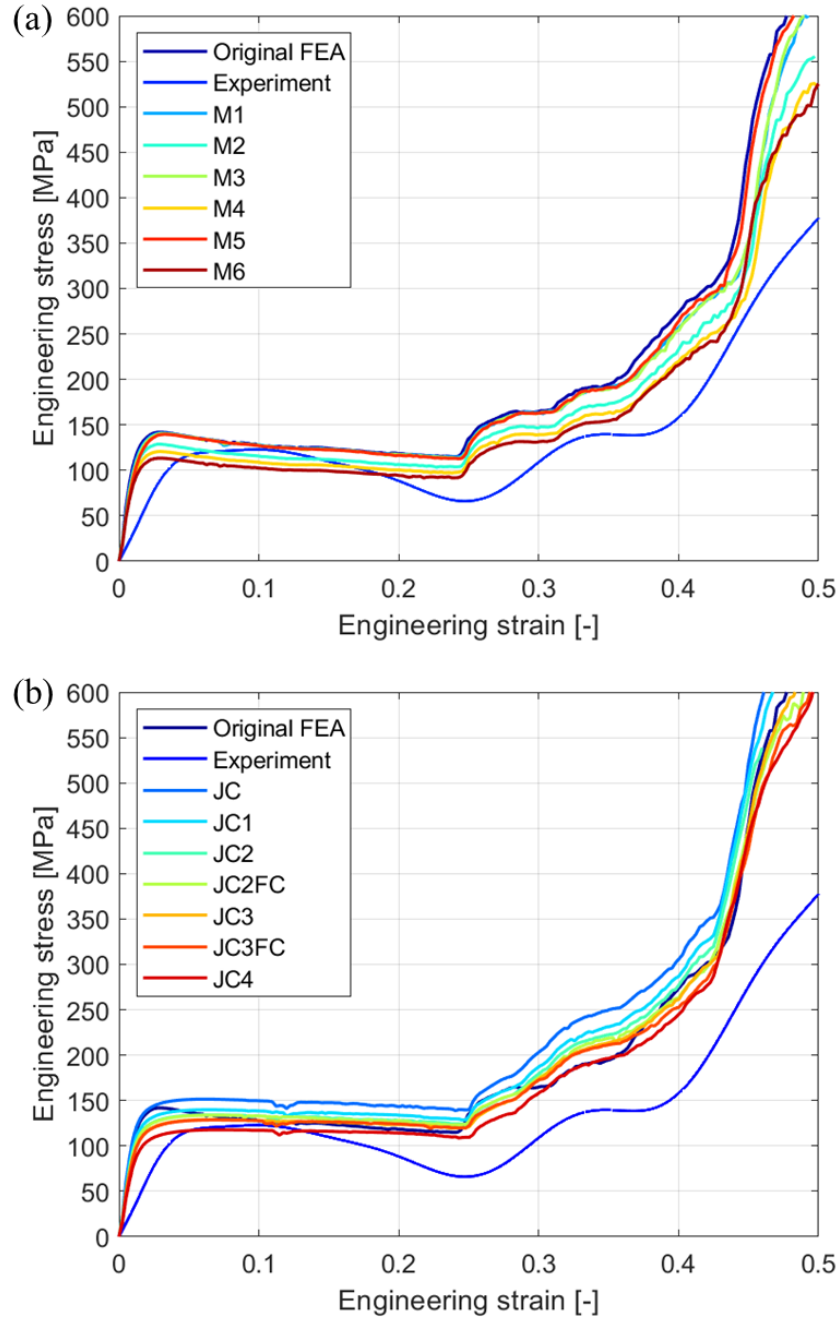 (a)
600
550
500
450
400
350
300
250
200
150
100
50
0
Engineering stress [MPa]
Original FEA
Experiment
M1
M2
M3
M4
M5
M6
0 0.1 0.2 0.3 0.4 0.5
Engineering strain [-]
(b)
600
550
500
450
400
350
300
250
200
150
100
50
0
Engineering stress [MPa]
Original FEA
Experiment
JC
JC1
JC2
JC2FC
JC3
JC3FC
JC4
0 0.1 0.2 0.3 0.4 0.5
Engineering strain [-]